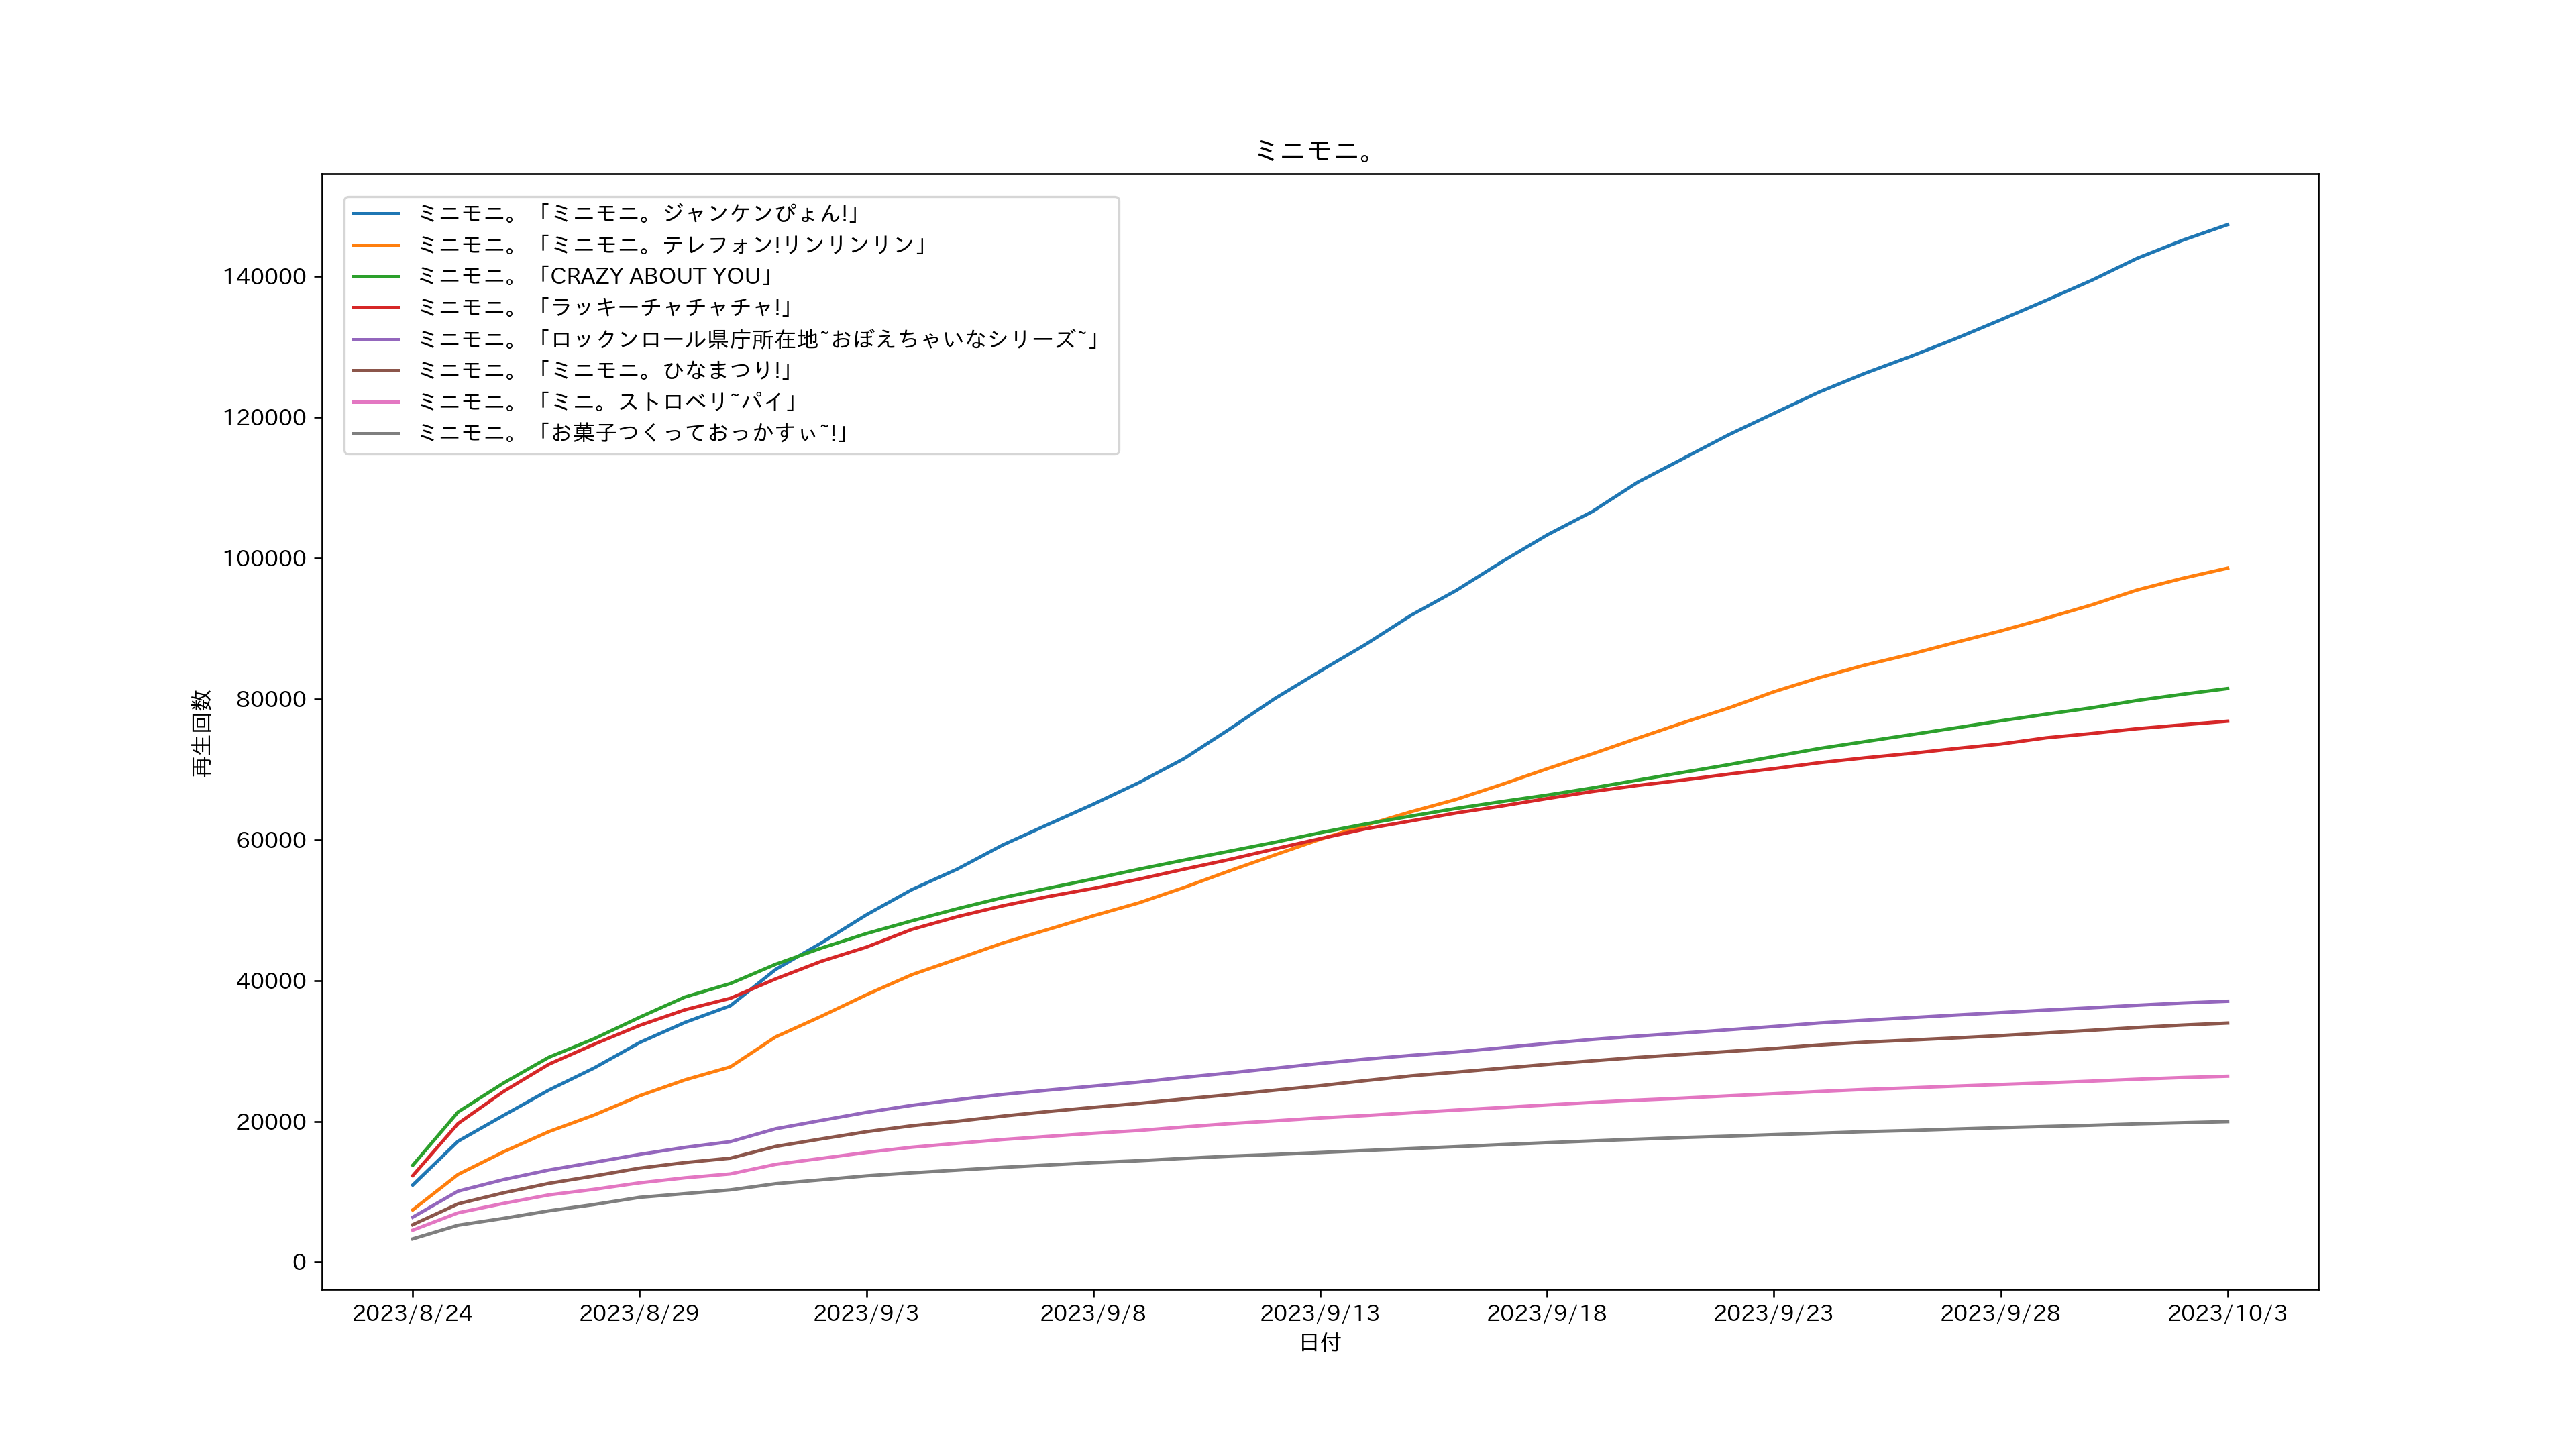 ミニモニ。
ミニモニ。「ミニモニ。ジャンケンぴょん!」
ミニモニ。「ミニモニ。テレフォン!リンリンリン」
ミニモニ。「CRAZY ABOUT YOU」
ミニモニ。「ラッキーチャチャチャ!」
ミニモニ。「ロックンロール県庁所在地~おぼえちゃいなシリーズ~」
ミニモニ。「ミニモニ。ひなまつり!」
ミニモニ。「ミニ。ストロベリ~パイ」
ミニモニ。「お菓子つくっておっかすぃ~!」
140000
120000
100000
80000
60000
40000
20000
0
再生回数
2023/8/24 2023/8/29 2023/9/3 2023/9/8 2023/9/13 2023/9/18 2023/9/23 2023/9/28 2023/10/3
日付